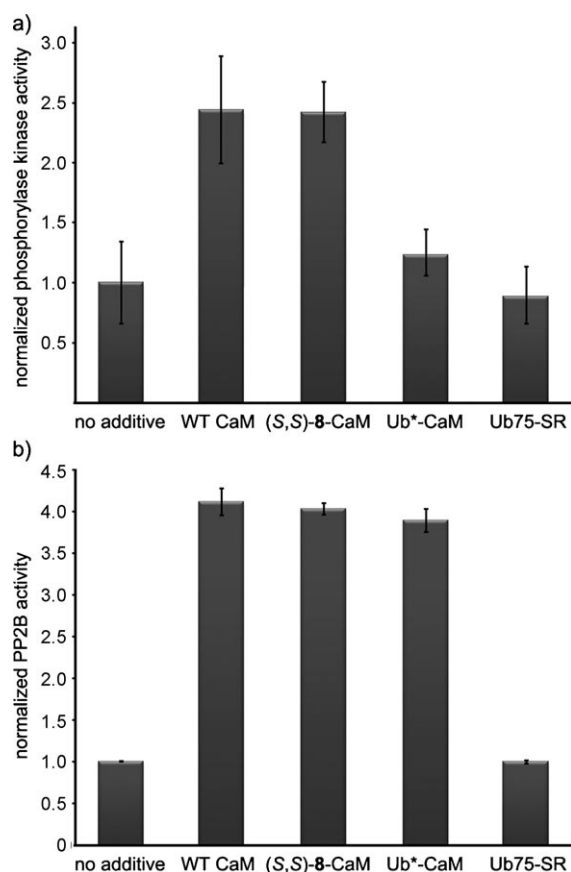 a)
normalized phosphorylase kinase activity
3.0
2.5
2.0
1.5
1.0
0.5
no additive WT CaM (S,S)-8-CaM Ub*-CaM Ub75-SR
b)
normalized PP2B activity
4.5
4.0
3.5
3.0
2.5
2.0
1.5
1.0
0.5
0
no additive WT CaM (S,S)-8-CaM Ub*-CaM Ub75-SR